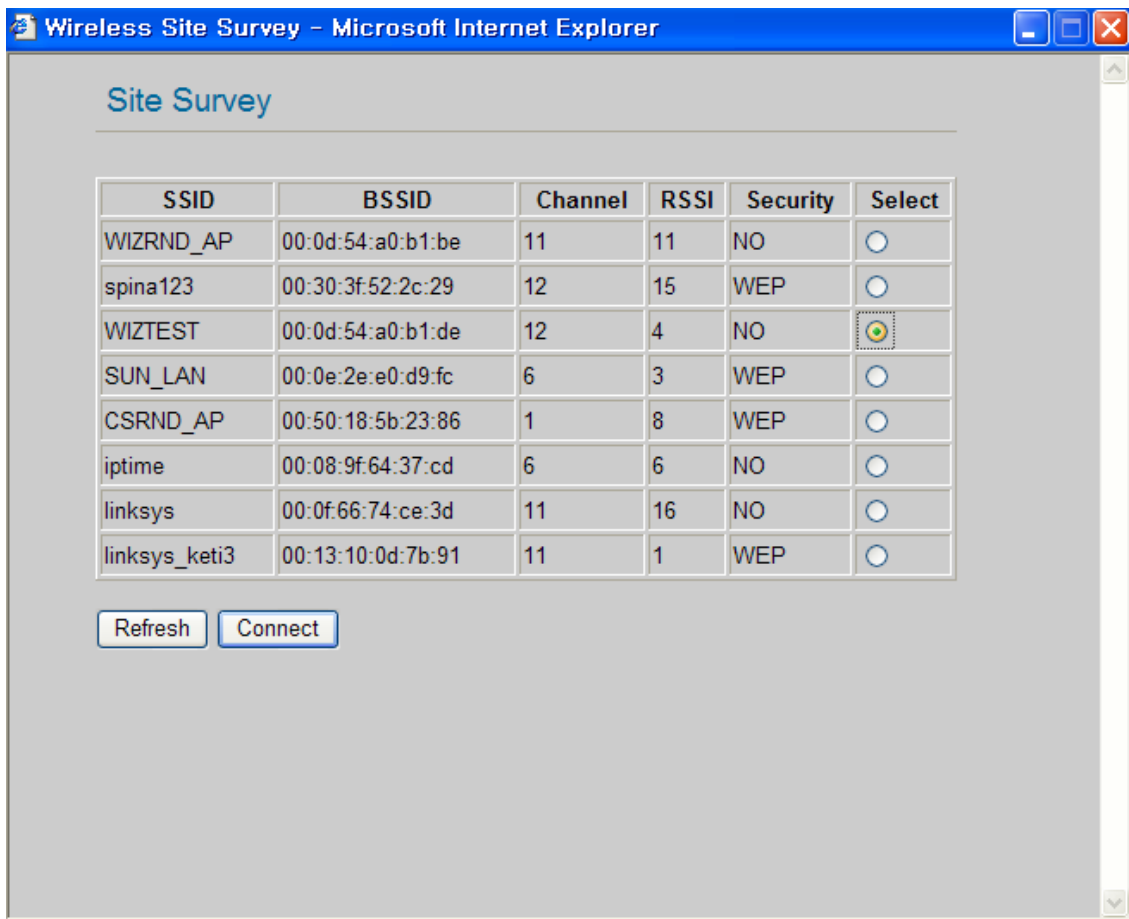 Wireless Site Survey - Microsoft Internet Explorer
Site Survey
SSID BSSID Channel RSSI Security Select
WIZRND_AP 00:0d:54:a0:b1:be 11 11 NO
spina123 00:30:3f:52:2c:29 12 15 WEP
WIZTEST 00:0d:54:a0:b1:de 12 4 NO
SUN_LAN 00:0e:2e:e0:d9:fc 6 3 WEP
CSRND_AP 00:50:18:5b:23:86 1 8 WEP
iptime 00:08:9f:64:37:cd 6 6 NO
linksys 00:0f:66:74:ce:3d 11 16 NO
linksys_keti3 00:13:10:0d:7b:91 11 1 WEP
Refresh Connect